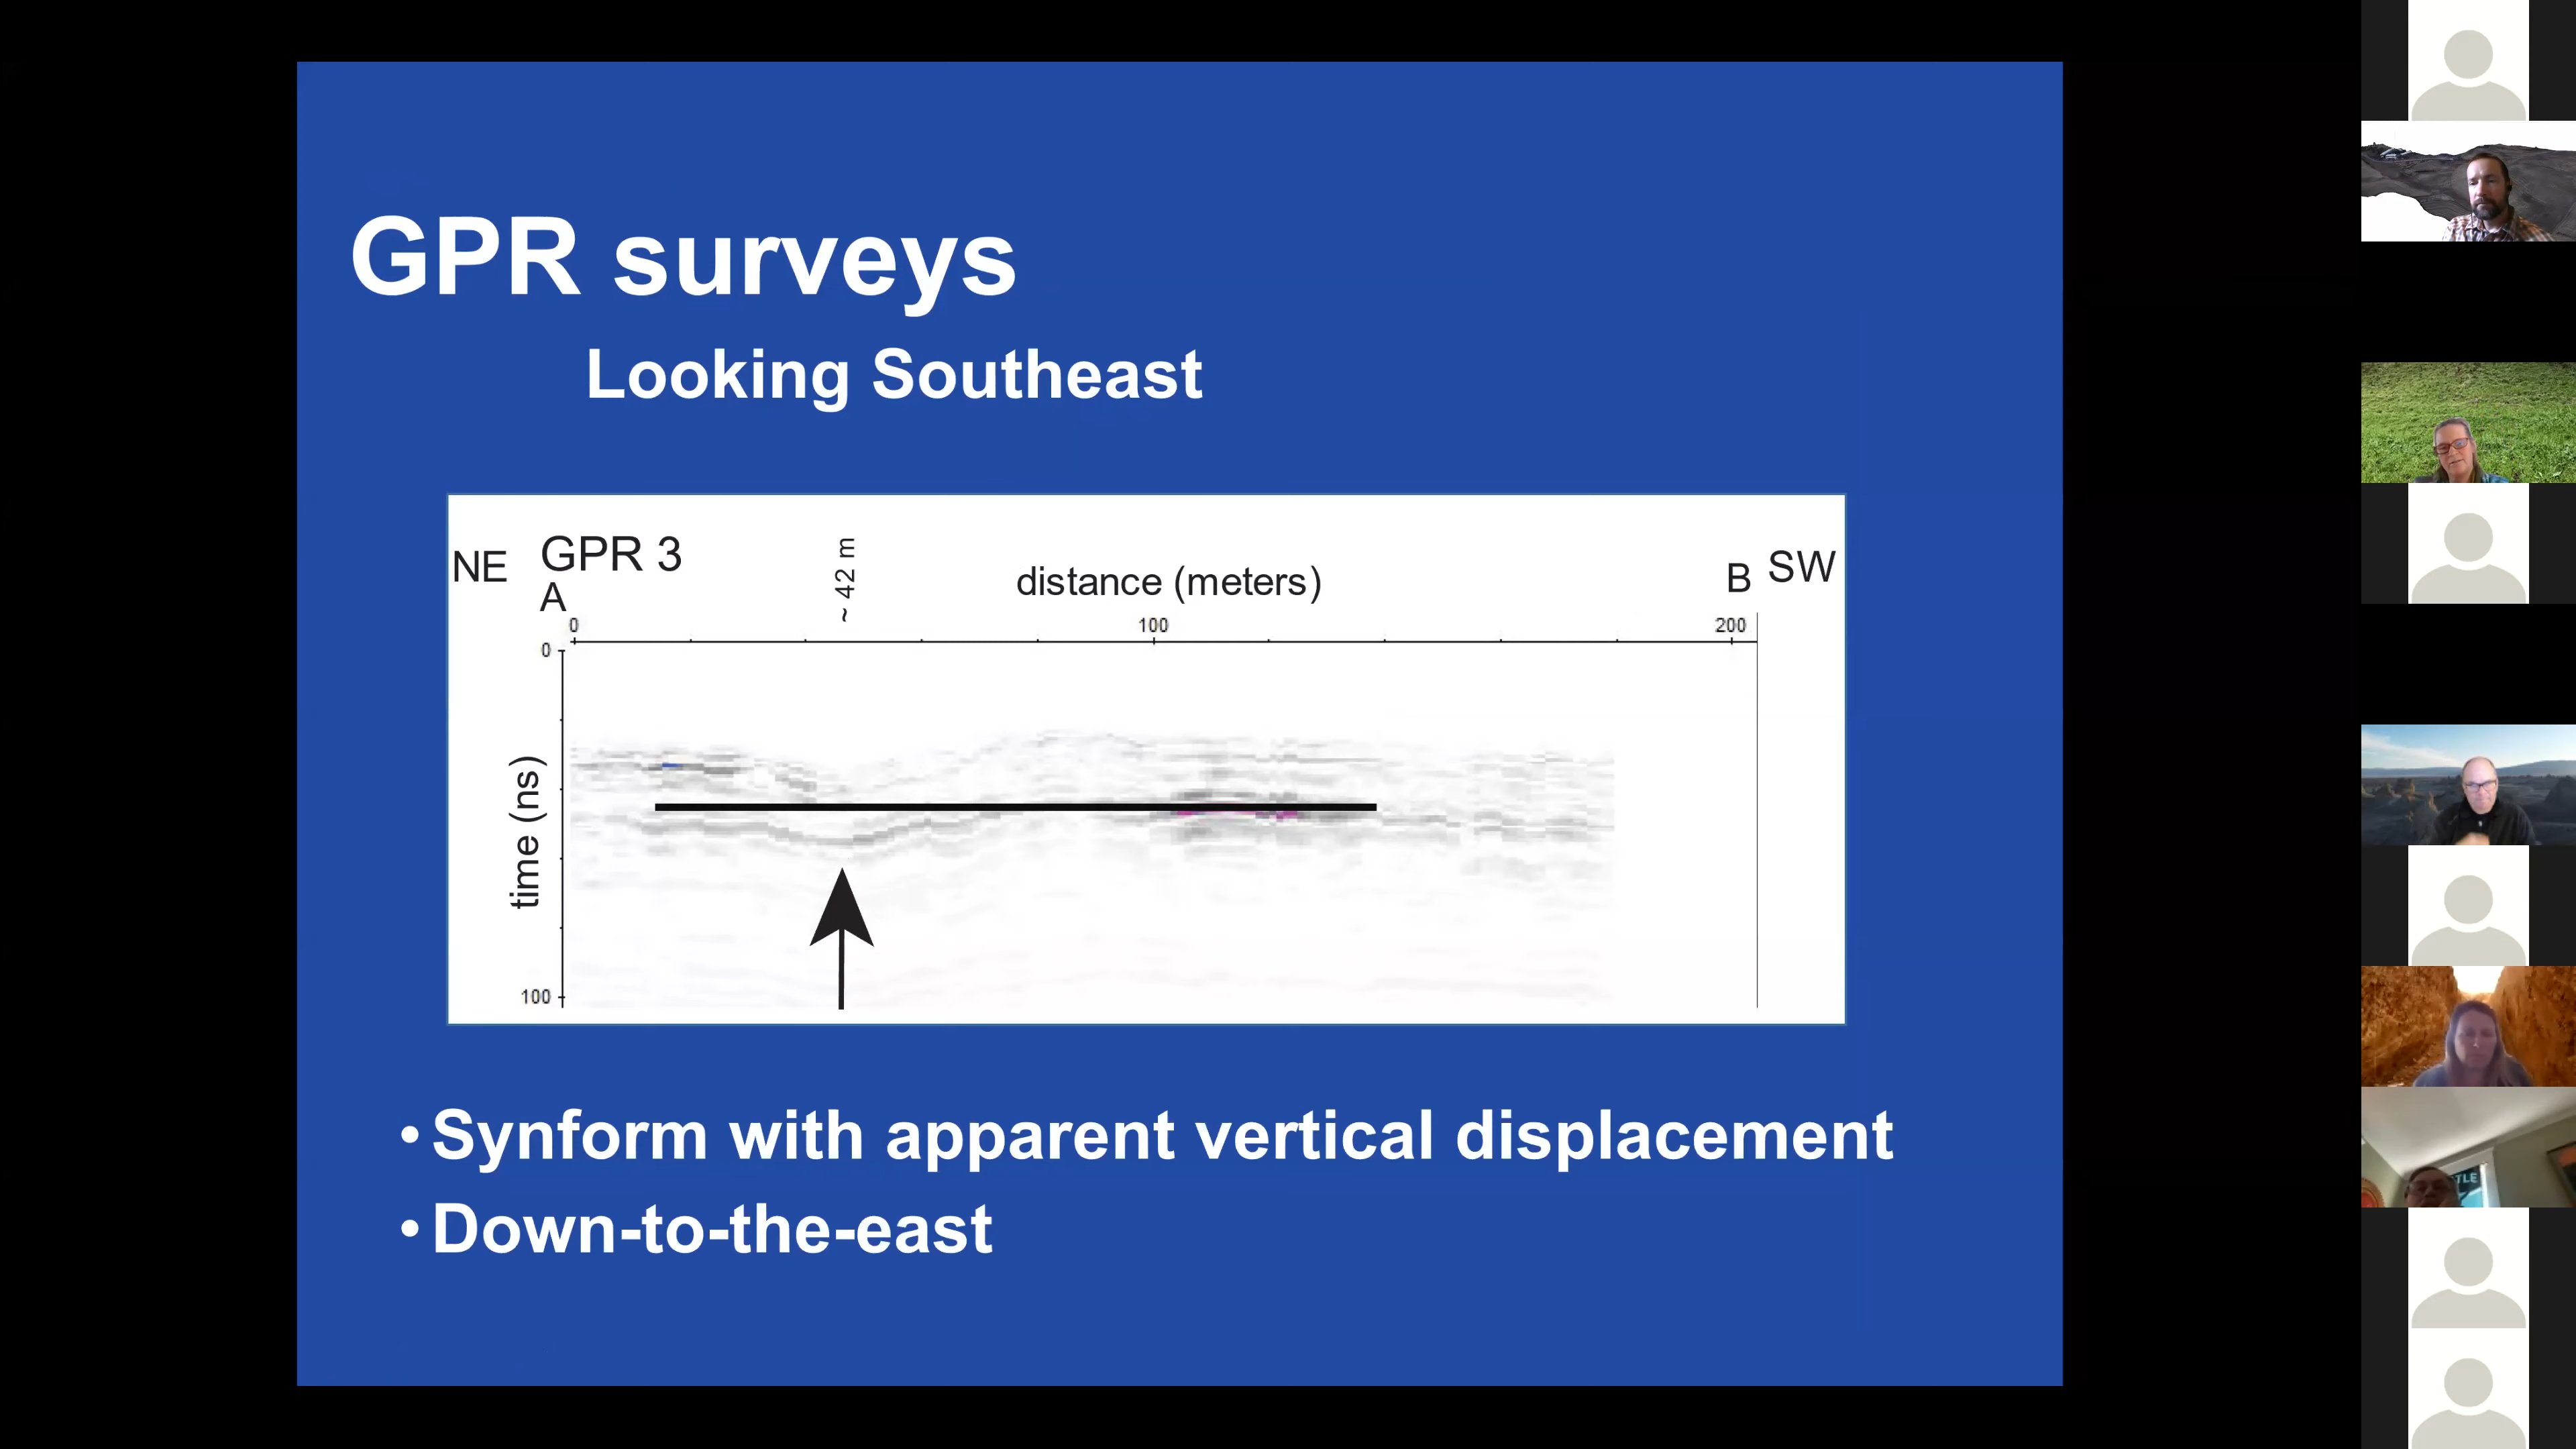 GPR surveys
Looking Southeast
NE
GPR 3
A
~ 42 m
distance (meters)
B
SW
0
100
200
0
time (ns)
100
• Synform with apparent vertical displacement
• Down-to-the-east
TLE